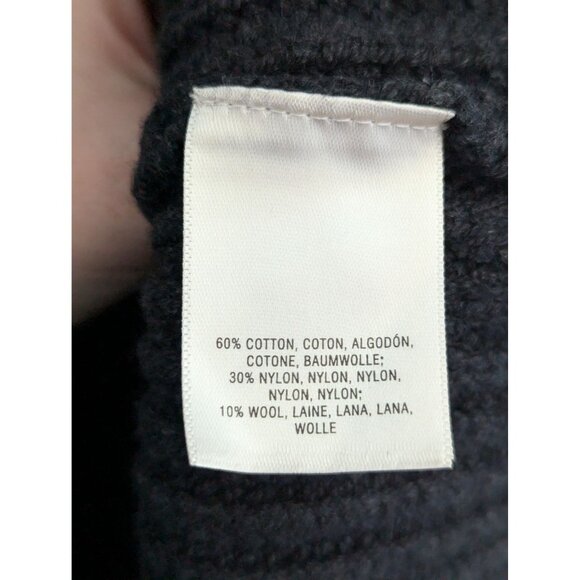 60% COTTON, COTON, ALGODÓN,
COTONE, BAUMWOLLE;
30% NYLON, NYLON, NYLON,
NYLON, NYLON;
10% WOOL, LAINE, LANA, LANA,
WOLLE